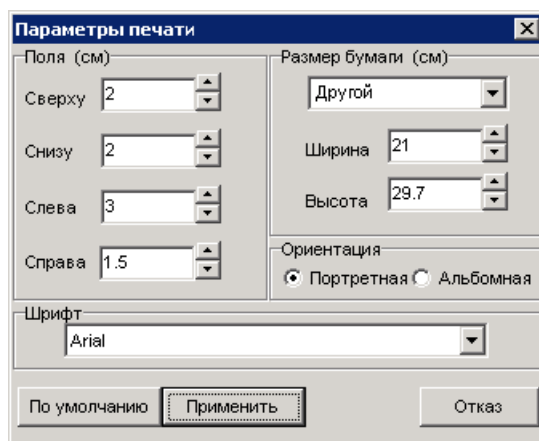 Параметры печати
Поля (см)
Сверху 2
Снизу 2
Слева 3
Справа 1.5
Размер бумаги (см)
Другой
Ширина 21
Высота 29.7
Ориентация
Портретная Альбомная
Шрифт
Arial
По умолчанию Применить Отказ